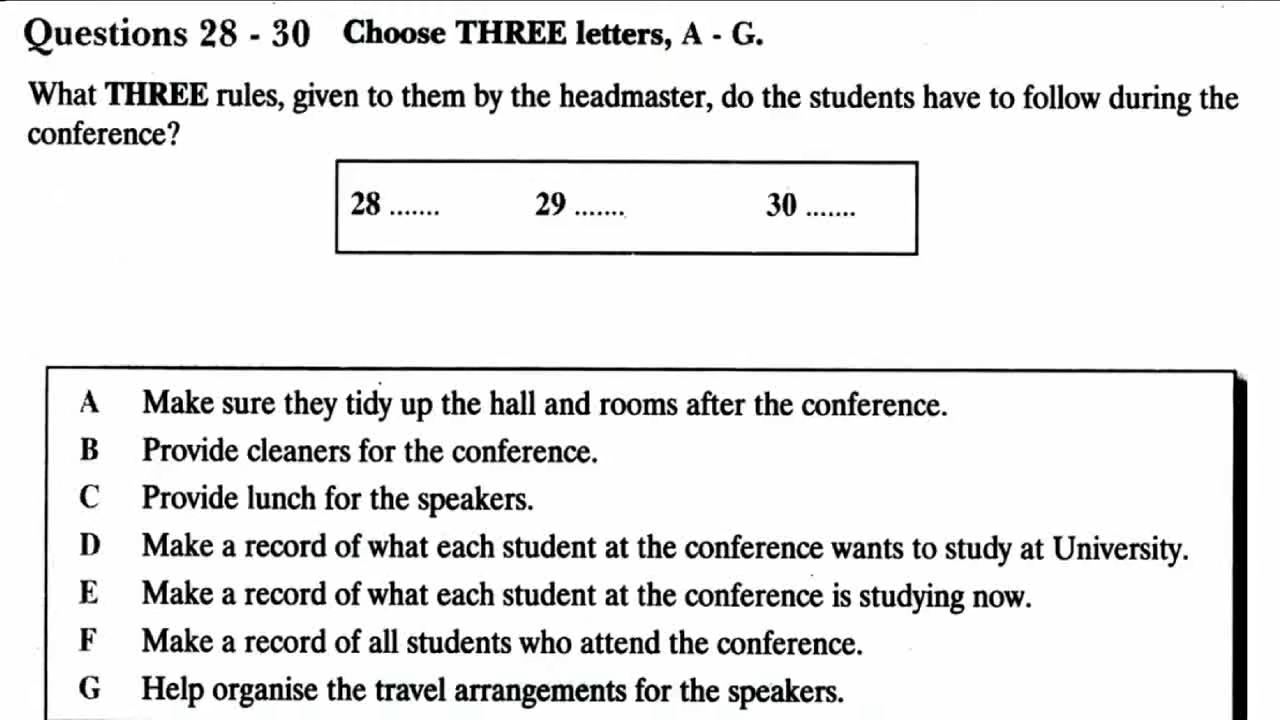 Questions 28 - 30 Choose THREE letters, A - G.
What THREE rules, given to them by the headmaster, do the students have to follow during the
conference?
28 ....... 29 ....... 30 .......
A Make sure they tidy up the hall and rooms after the conference.
B Provide cleaners for the conference.
C Provide lunch for the speakers.
D Make a record of what each student at the conference wants to study at University.
E Make a record of what each student at the conference is studying now.
F Make a record of all students who attend the conference.
G Help organise the travel arrangements for the speakers.